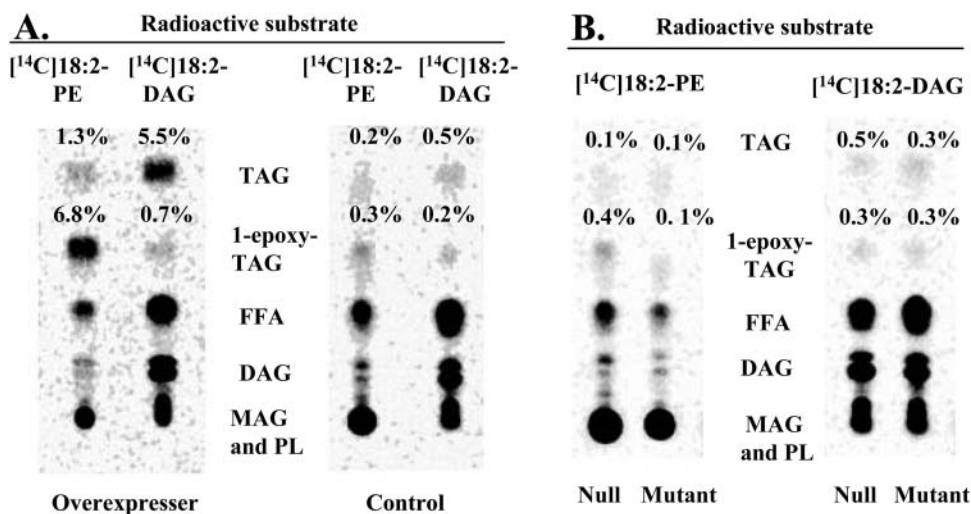 A.
Radioactive substrate
[14C]18:2-PE
[14C]18:2-DAG
[14C]18:2-PE
[14C]18:2-DAG
1.3% 5.5%
0.2% 0.5%
TAG
6.8% 0.7%
0.3% 0.2%
1-epoxy-
TAG
FFA
DAG
MAG
and PL
Overexpresser
Control
B.
Radioactive substrate
[14C]18:2-PE
[14C]18:2-DAG
0.1% 0.1%
TAG
0.5% 0.3%
0.4% 0. 1%
0.3% 0.3%
1-epoxy-
TAG
FFA
DAG
MAG
and PL
Null Mutant
Null Mutant